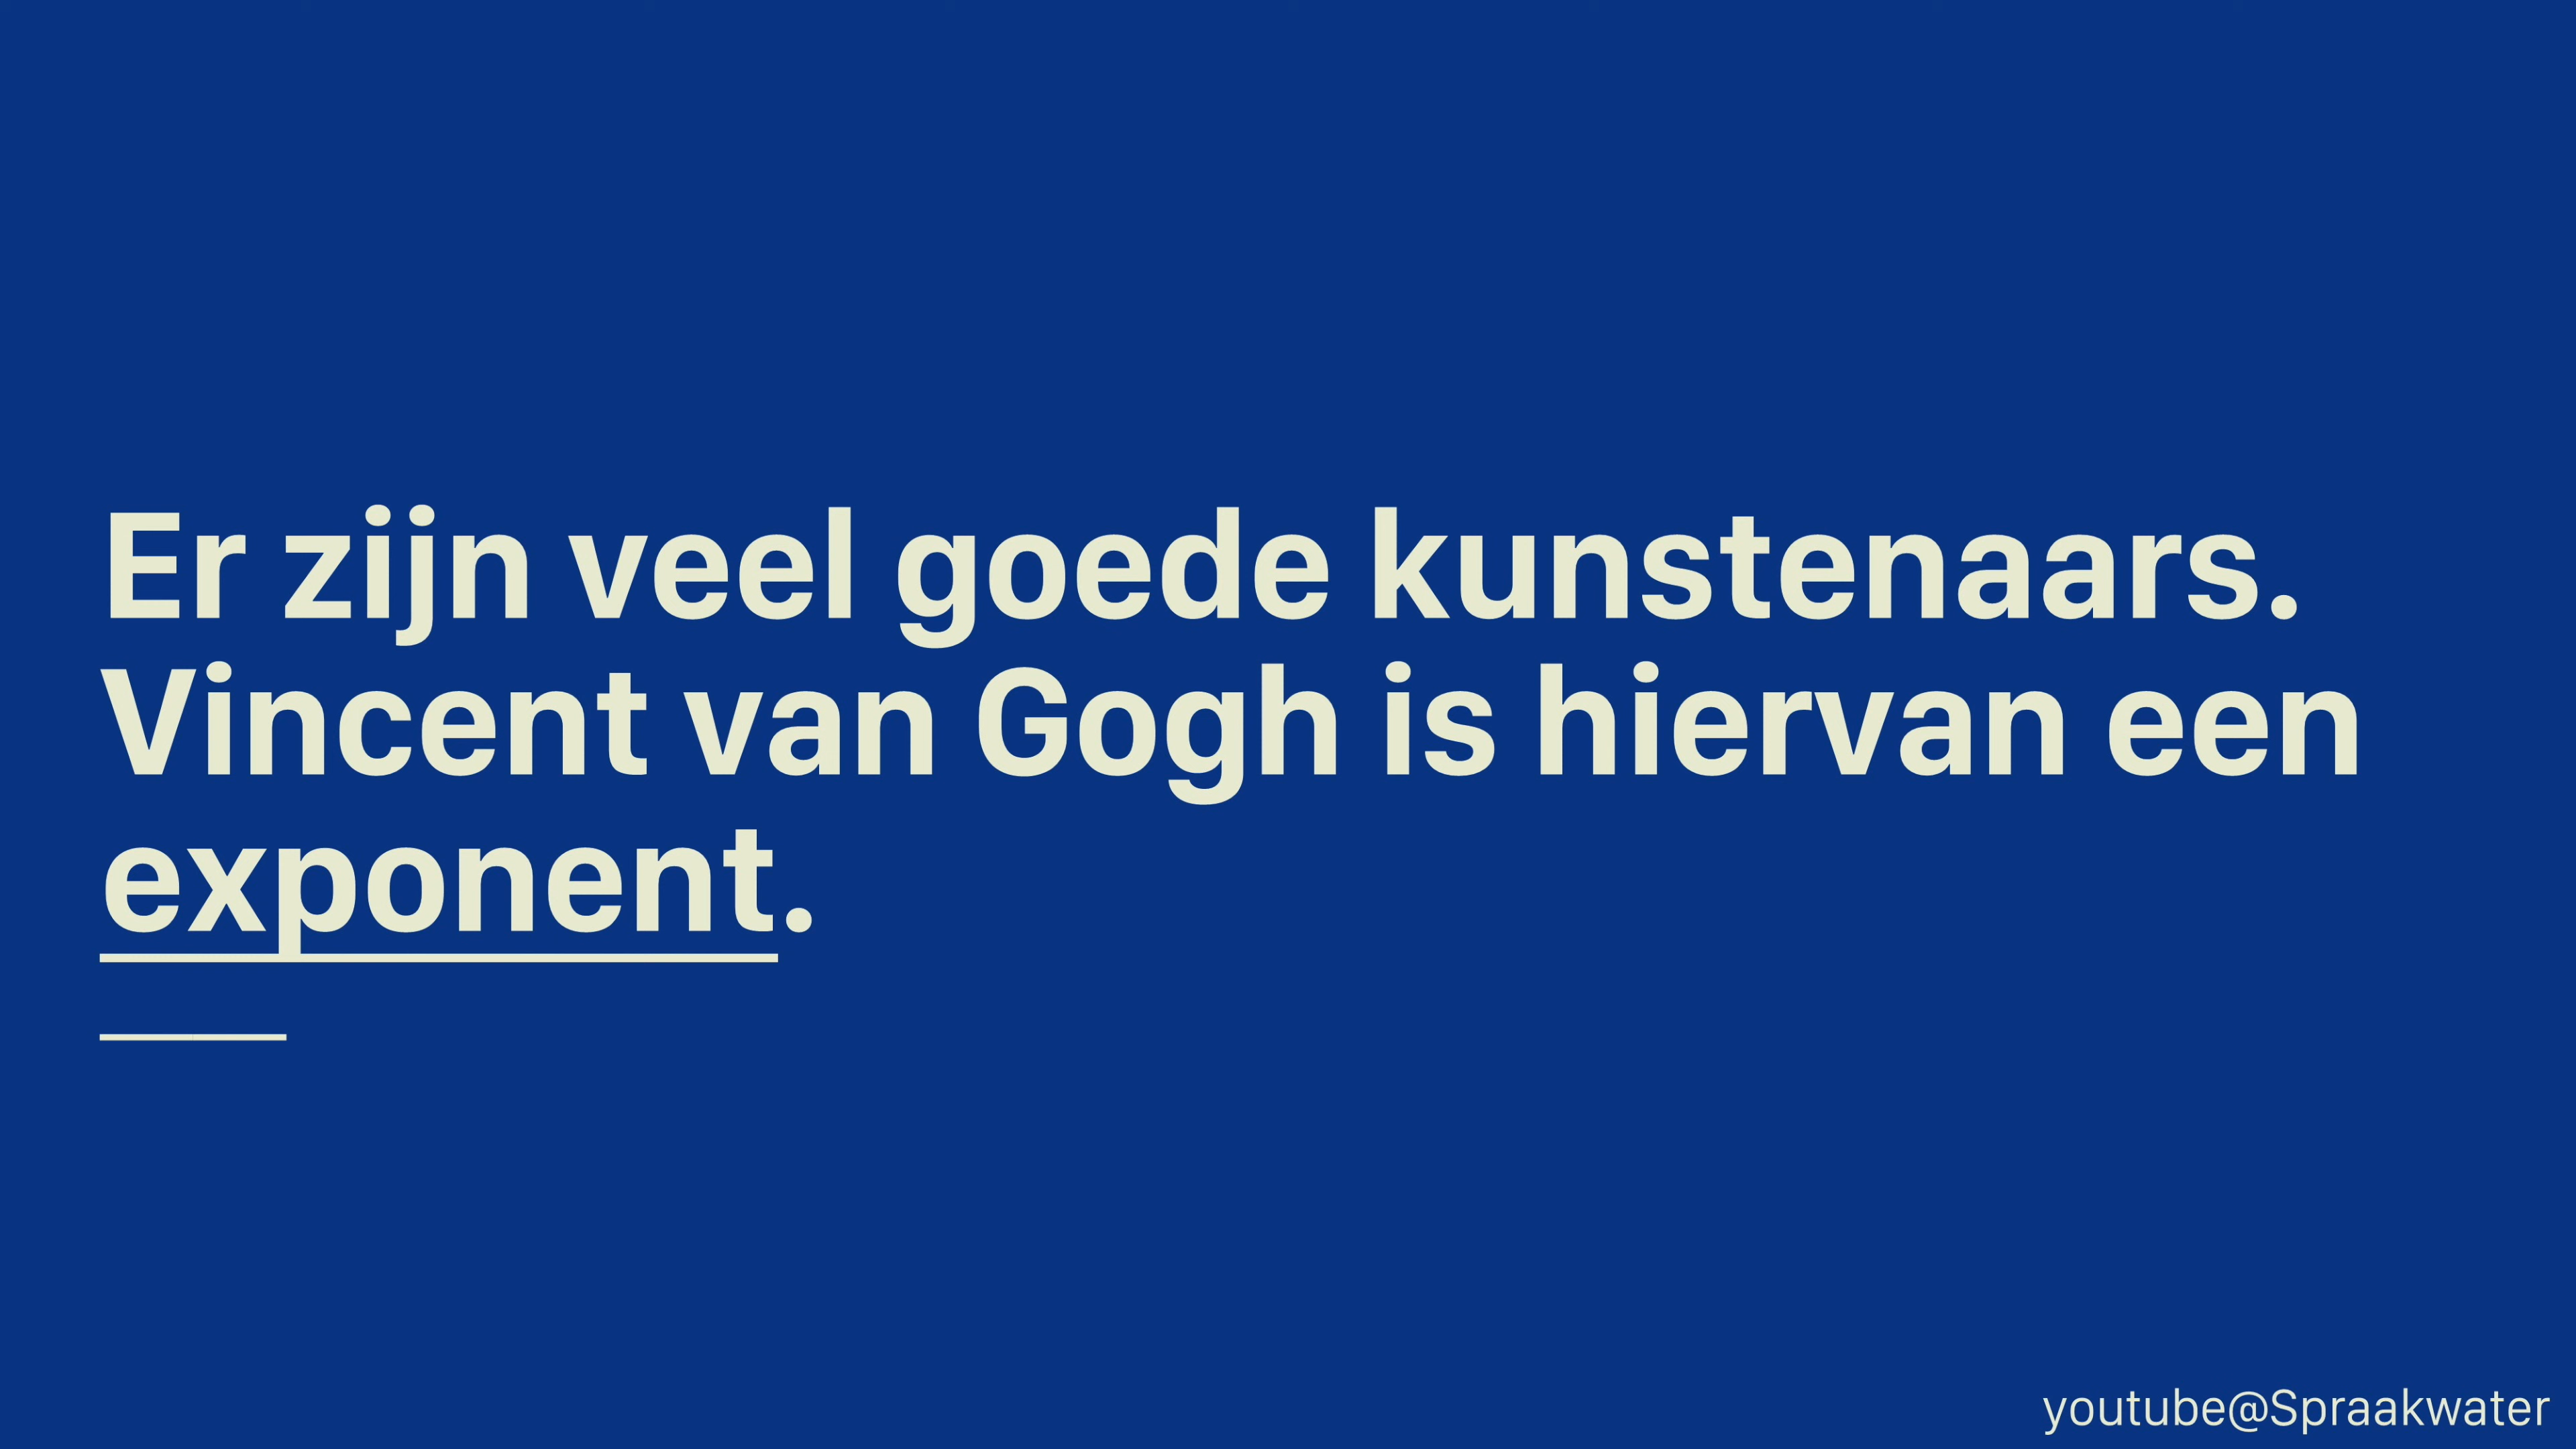 Er zijn veel goede kunstenaars.
Vincent van Gogh is hiervan een
exponent.
youtube@Spraakwater